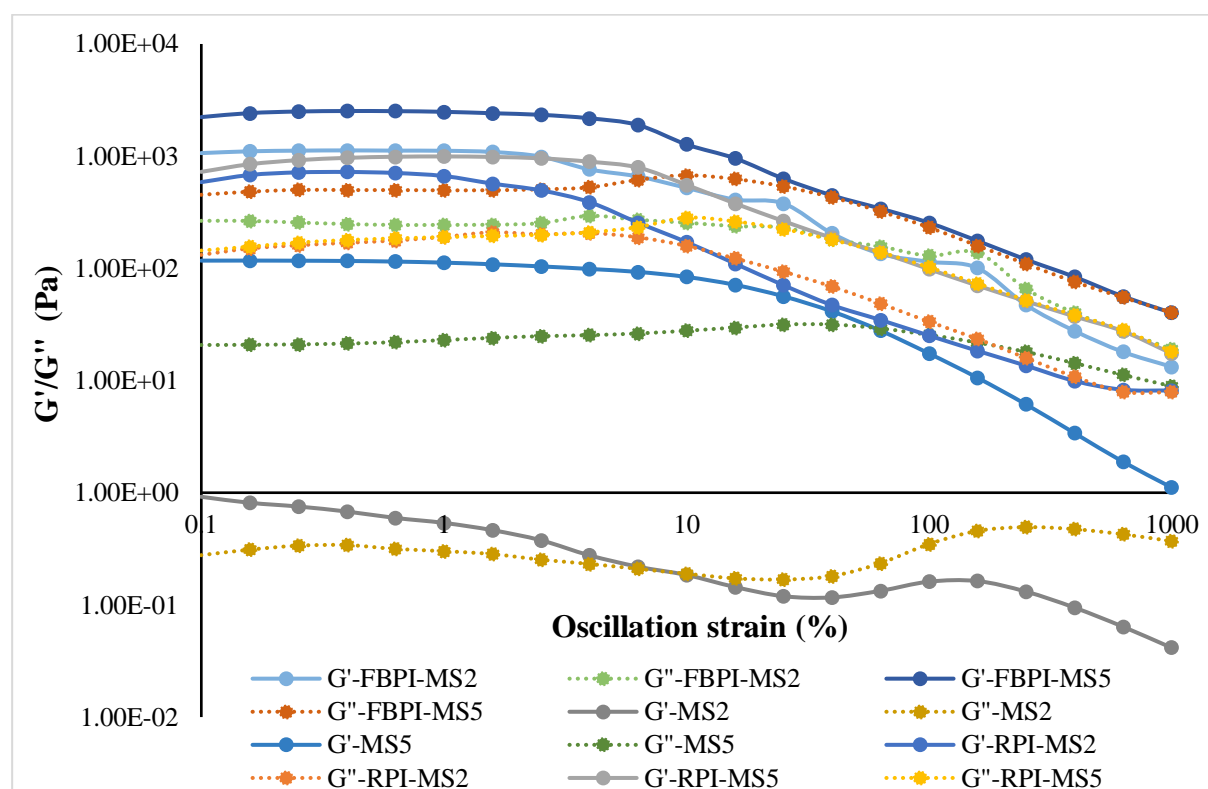 1.00E+04
1.00E+03
1.00E+02
1.00E+01
1.00E+00
1.00E-01
1.00E-02
G'/G'' (Pa)
0.1 1 10 100 1000
Oscillation strain (%)
G'-FBPI-MS2 G''-FBPI-MS2 G'-FBPI-MS5
G''-FBPI-MS5 G'-MS2 G''-MS2
G'-MS5 G''-MS5 G'-RPI-MS2
G''-RPI-MS2 G'-RPI-MS5 G''-RPI-MS5